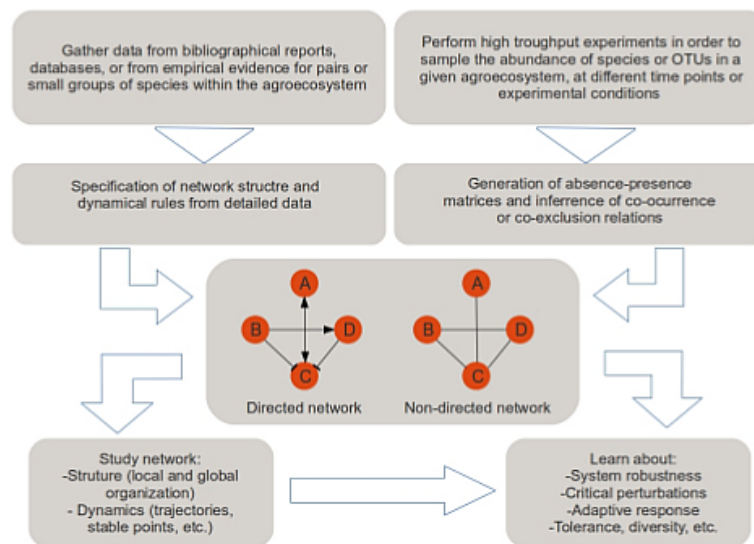 Gather data from bibliographical reports,
databases, or from empirical evidence for pairs or
small groups of species within the agroecosystem
Perform high troughput experiments in order to
sample the abundance of species or OTUs in a
given agroecosystem, at different time points or
experimental conditions
Specification of network structre and
dynamical rules from detailed data
Generation of absence-presence
matrices and inferrence of co-ocurrence
or co-exclusion relations
A
B
D
C
Directed network
A
B
D
C
Non-directed network
Study network:
-Struture (local and global
organization)
- Dynamics (trajectories,
stable points, etc.)
Learn about:
-System robustness
-Critical perturbations
-Adaptive response
-Tolerance, diversity, etc.